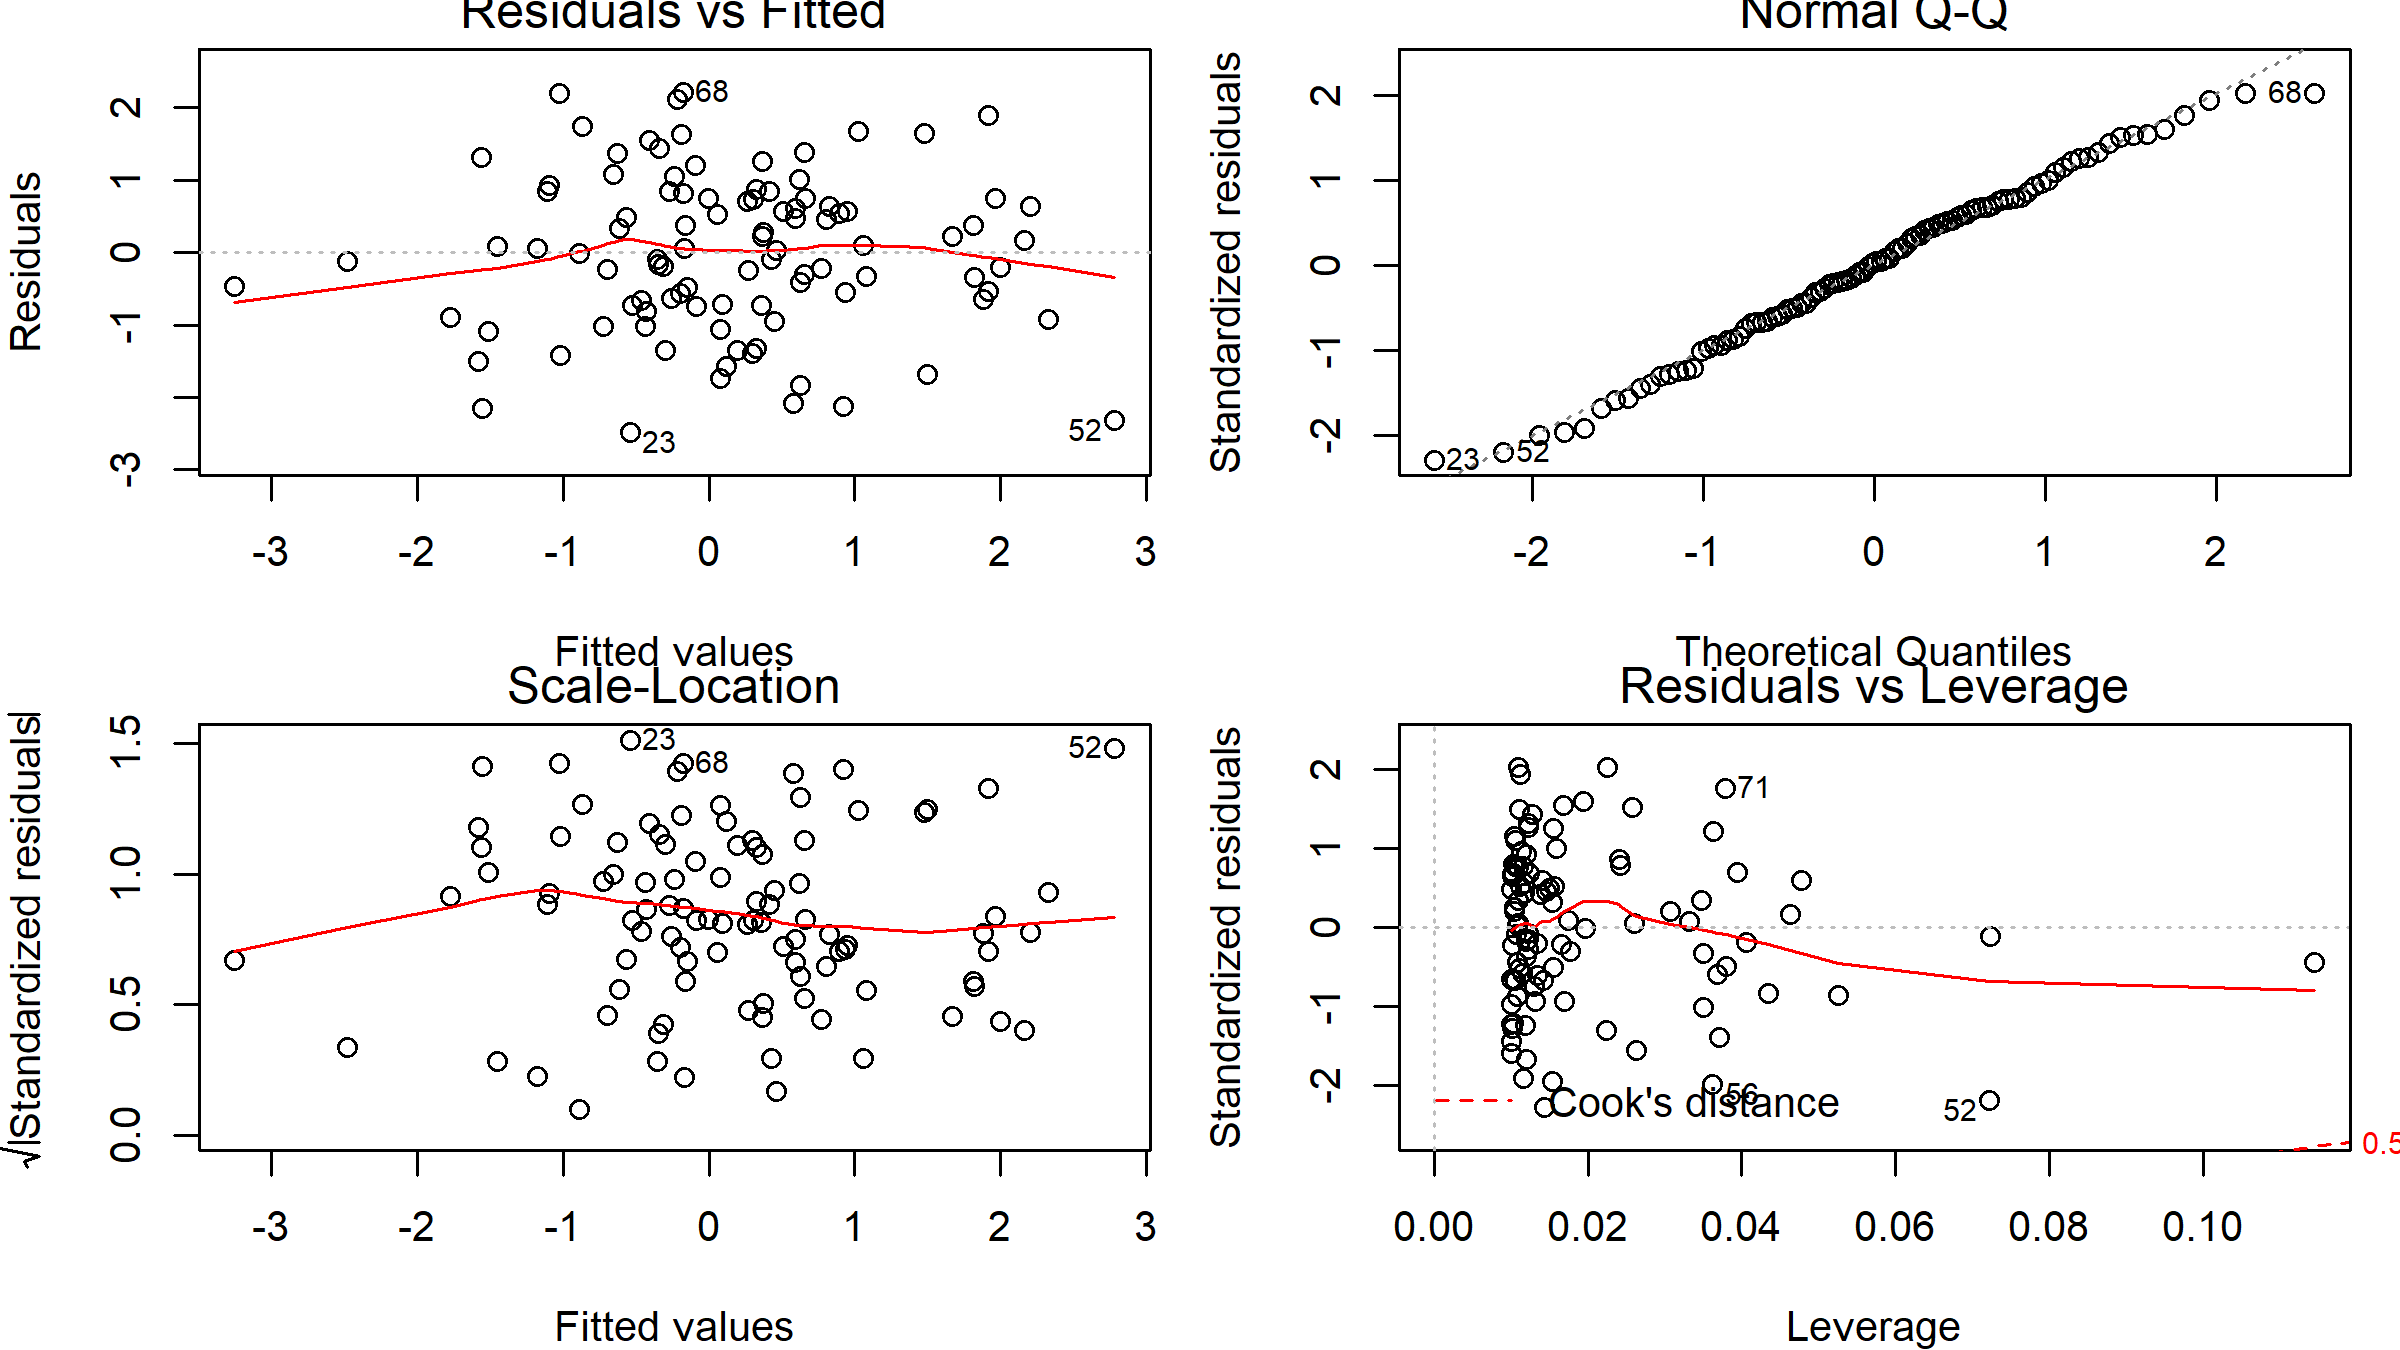 Residuals vs Fitted
Residuals
2
1
0
-1
-3
68
23
52
-3 -2 -1 0 1 2 3
Fitted values
Normal Q-Q
Standardized residuals
2
1
0
-1
-2
68
23
52
-2 -1 0 1 2
Theoretical Quantiles
Scale-Location
√|Standardized residuals|
1.5
1.0
0.5
0.0
23
68
52
-3 -2 -1 0 1 2 3
Fitted values
Residuals vs Leverage
Standardized residuals
2
1
0
-1
-2
71
56
Cook's distance
52
0.5
0.00 0.02 0.04 0.06 0.08 0.10
Leverage